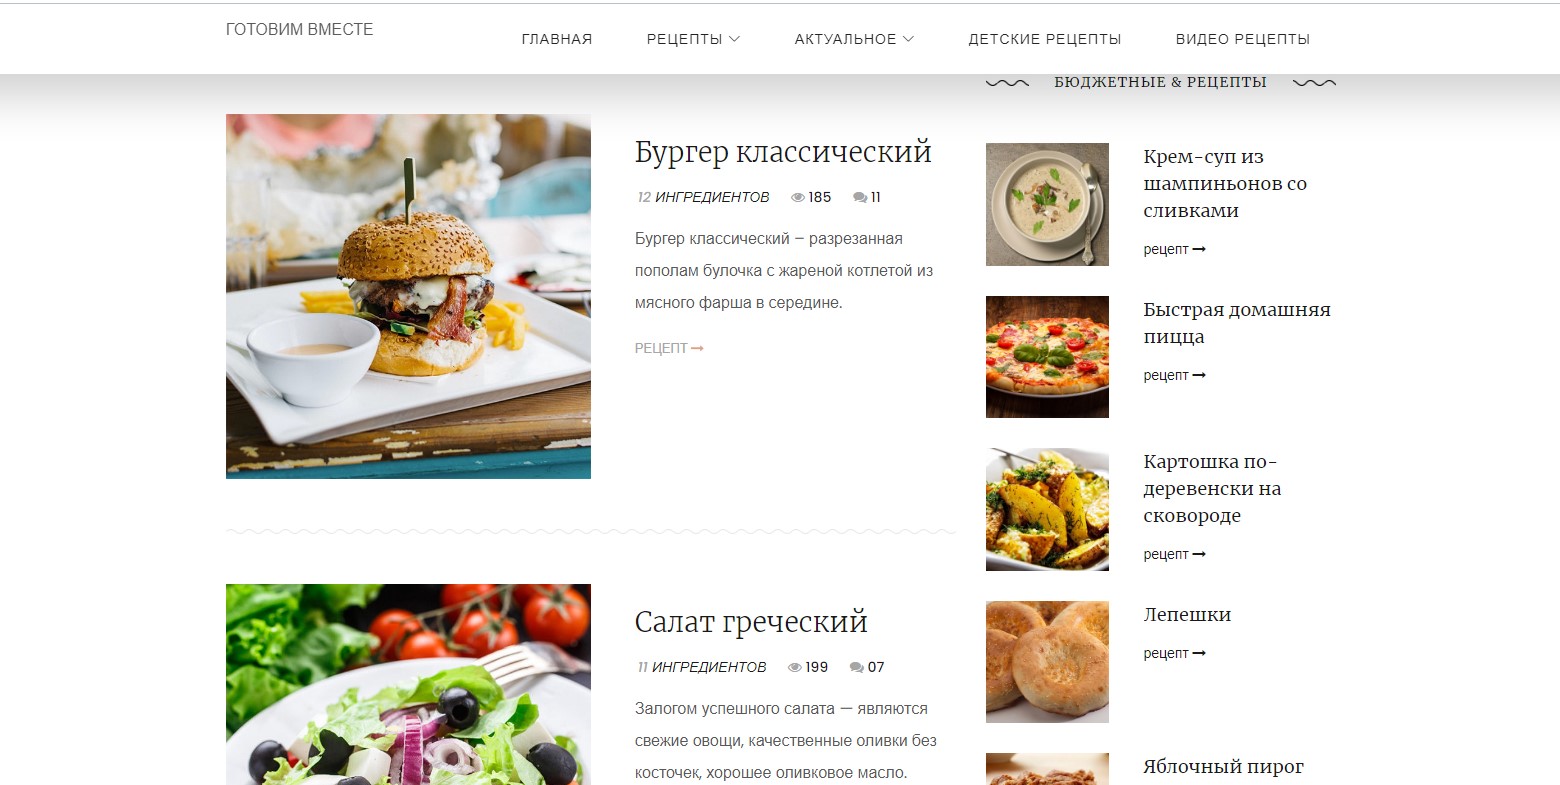 ГОТОВИМ ВМЕСТЕ
ГЛАВНАЯ РЕЦЕПТЫ АКТУАЛЬНОЕ ДЕТСКИЕ РЕЦЕПТЫ ВИДЕО РЕЦЕПТЫ
Бургер классический
12 ИНГРЕДИЕНТОВ 185 11
Бургер классический – разрезанная
пополам булочка с жареной котлетой из
мясного фарша в середине.
РЕЦЕПТ
Салат греческий
11 ИНГРЕДИЕНТОВ 199 07
Залогом успешного салата — являются
свежие овощи, качественные оливки без
косточек, хорошее оливковое масло.
БЮДЖЕТНЫЕ & РЕЦЕПТЫ
Крем-суп из
шампиньонов со
сливками
рецепт
Быстрая домашняя
пицца
рецепт
Картошка по-
деревенски на
сковороде
рецепт
Лепешки
рецепт
Яблочный пирог